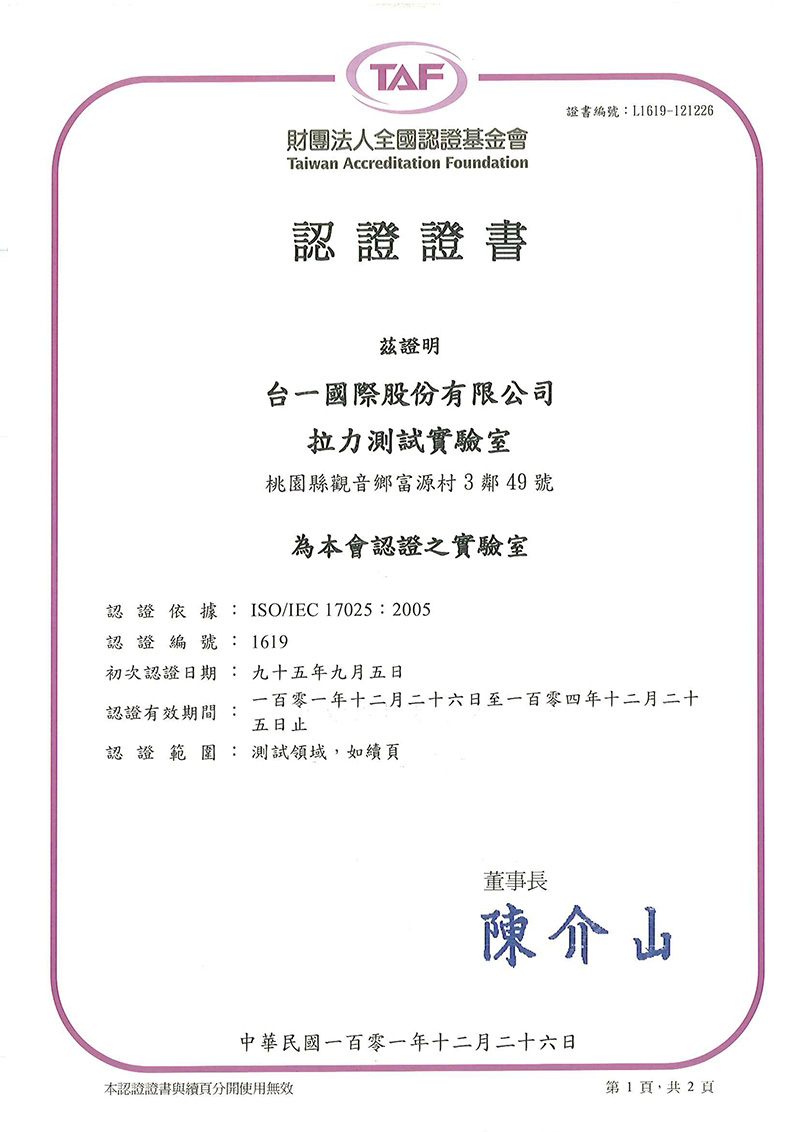 TAF
證書編號：L1619-121226
財團法人全國認證基金會
Taiwan Accreditation Foundation
認證證書
茲證明
台一國際股份有限公司
拉力測試實驗室
桃園縣觀音鄉富源村 3 鄰 49 號
為本會認證之實驗室
認證依據：ISO/IEC 17025：2005
認證編號：1619
初次認證日期：九十五年九月五日
認證有效期間：一百零一年十二月二十六日至一百零四年十二月二十
五日止
認證範圍：測試領域，如續頁
董事長
陳介山
中華民國一百零一年十二月二十六日
本認證證書與續頁分開使用無效
第 1 頁，共 2 頁